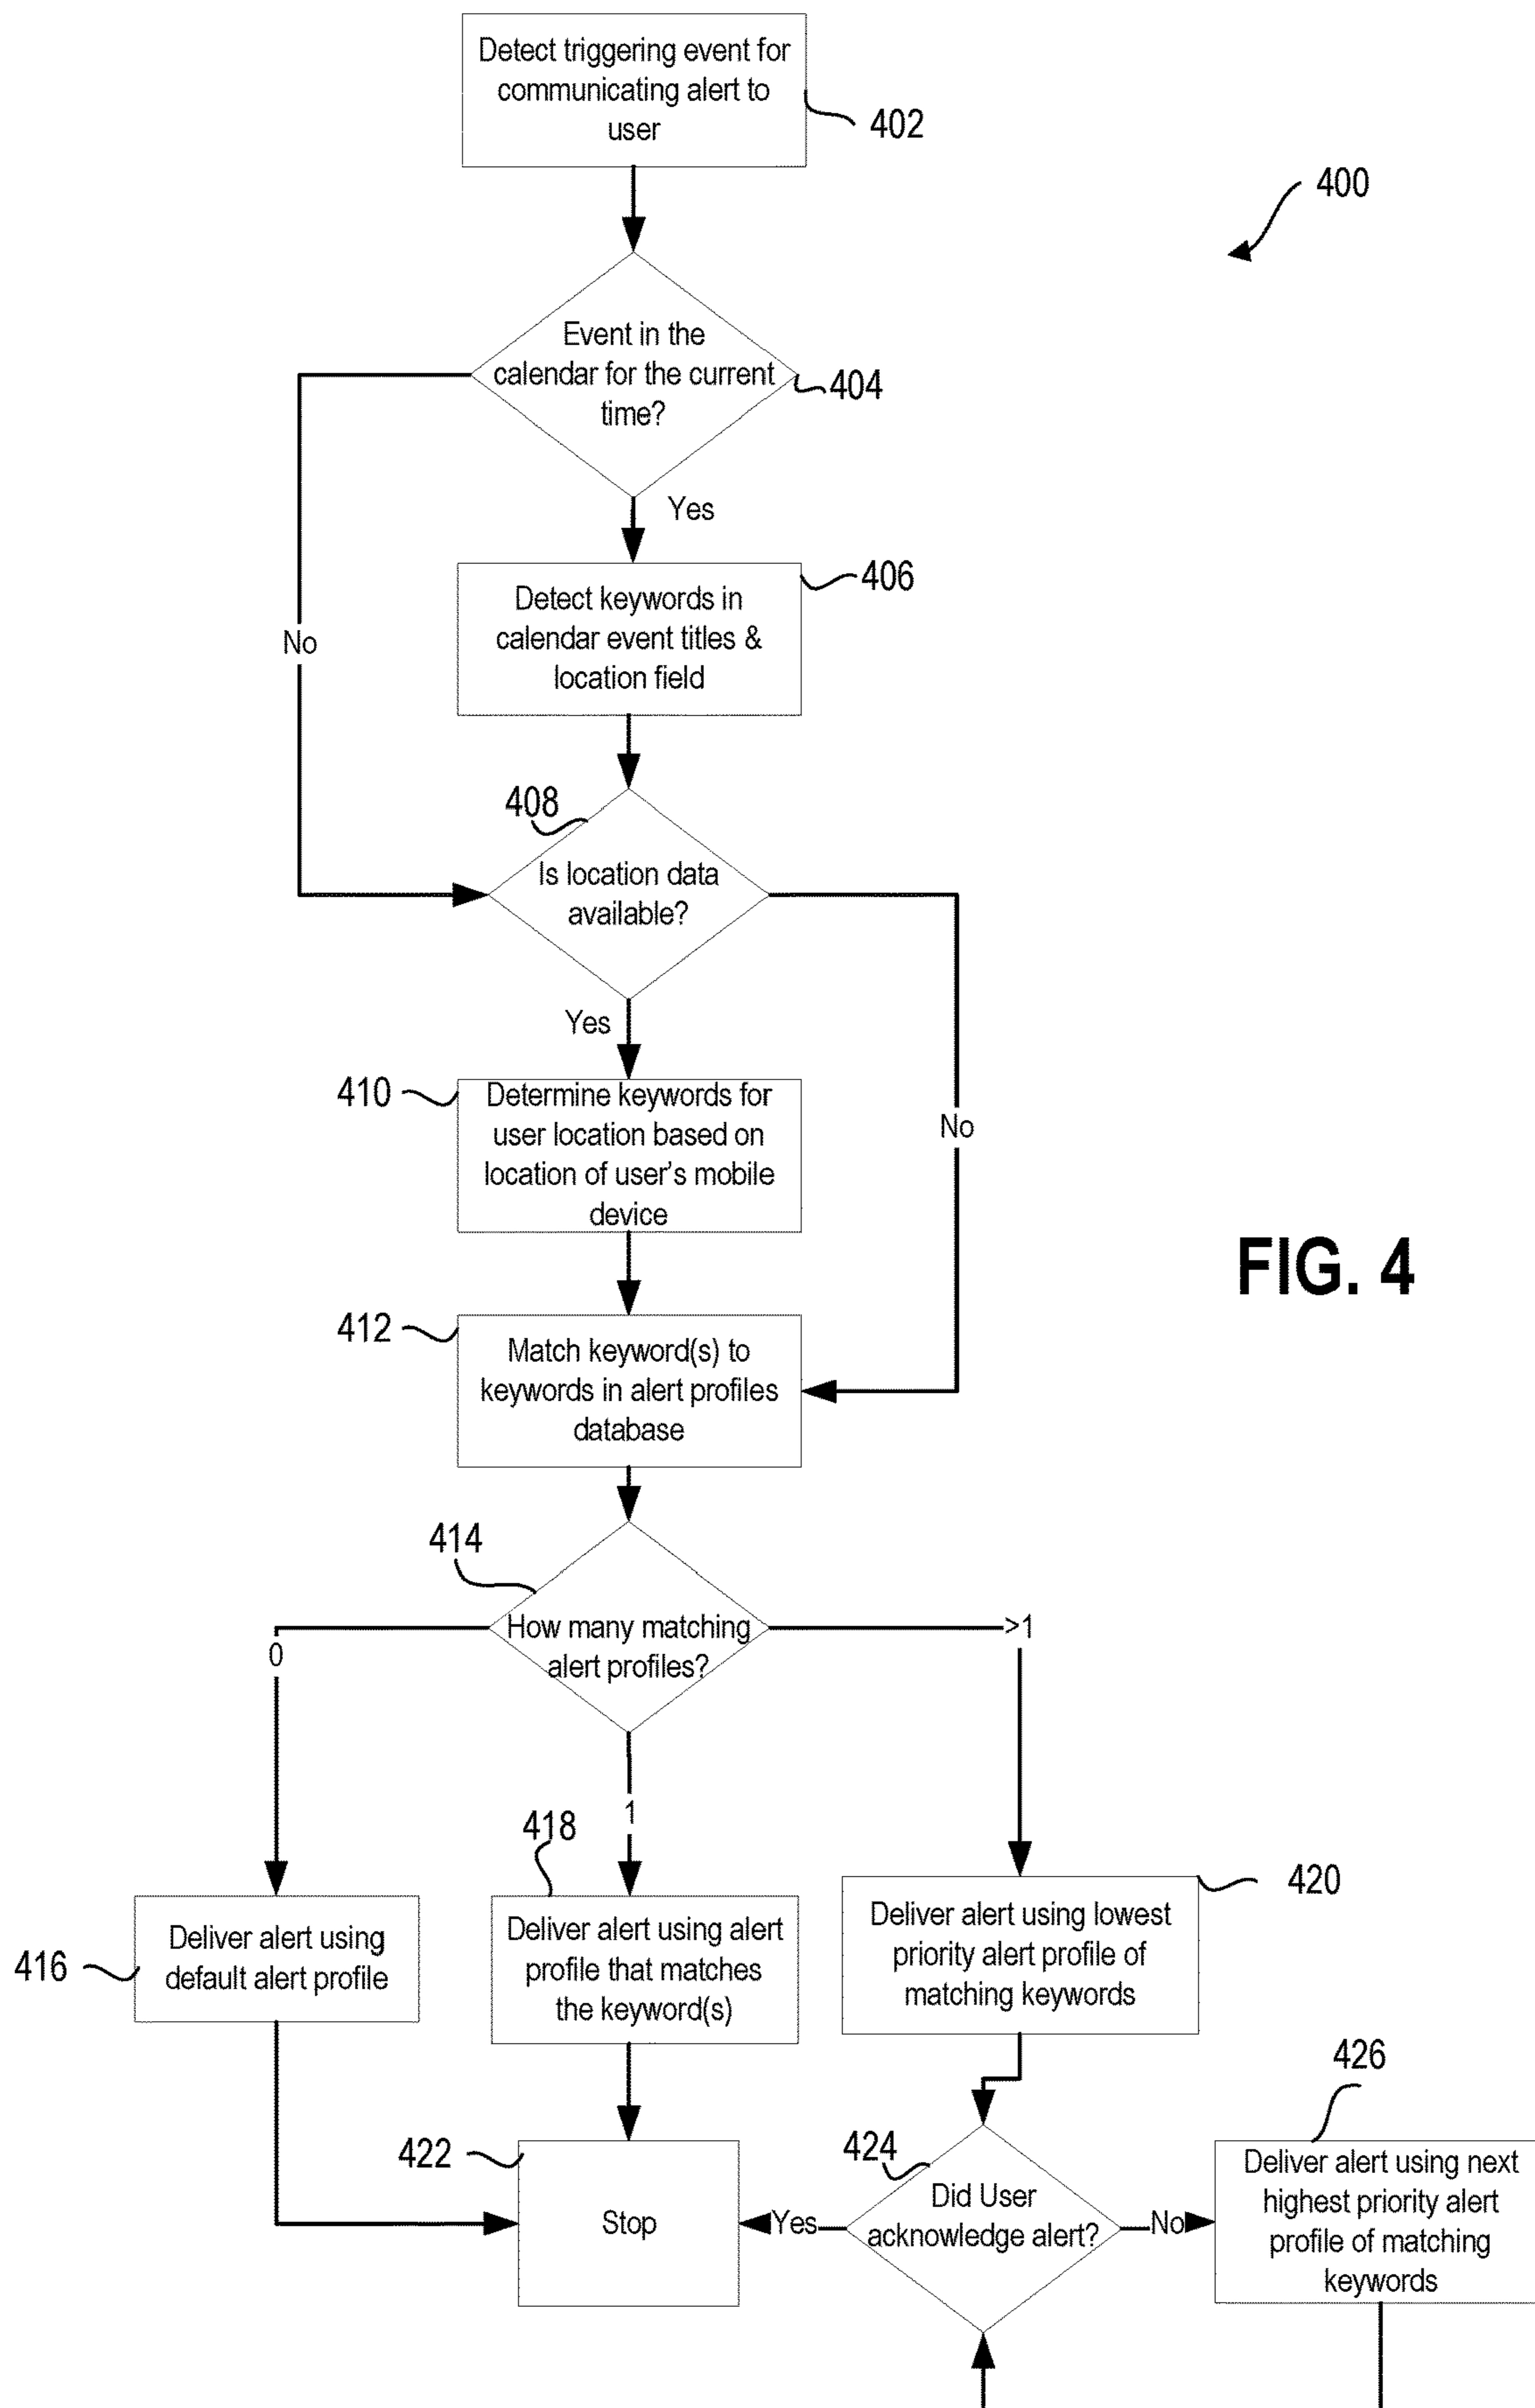 Detect triggering event for
communicating alert to
user
402
400
Event in the
calendar for the current
time?
404
Yes
No
Detect keywords in
calendar event titles &
location field
406
408
Is location data
available?
Yes
No
410
Determine keywords for
user location based on
location of user's mobile
device
FIG. 4
412
Match keyword(s) to
keywords in alert profiles
database
414
How many matching
alert profiles?
0
1
>1
416
Deliver alert using
default alert profile
418
Deliver alert using alert
profile that matches
the keyword(s)
420
Deliver alert using lowest
priority alert profile of
matching keywords
422
Stop
424
Did User
acknowledge alert?
Yes
No
426
Deliver alert using next
highest priority alert
profile of matching
keywords